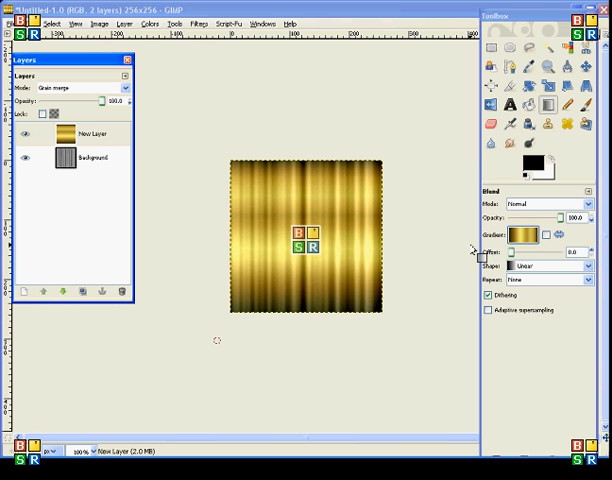 *Untitled-1.0 (RGB, 2 layers) 256x256 – GIMP
Select View Image Layer Colors Tools Filters Script-Fu Windows Help
Toolbox
Layers
Layers
Mode: Grain merge
Opacity: 100.0
Lock:
New Layer
Background
B
S R
Blend
Mode: Normal
Opacity: 100.0
Gradient:
Offset: 0.0
Shape: Linear
Repeat: None
Dithering
Adaptive supersampling
B
S R
px 100% New Layer (2.0 MB)
B
S R